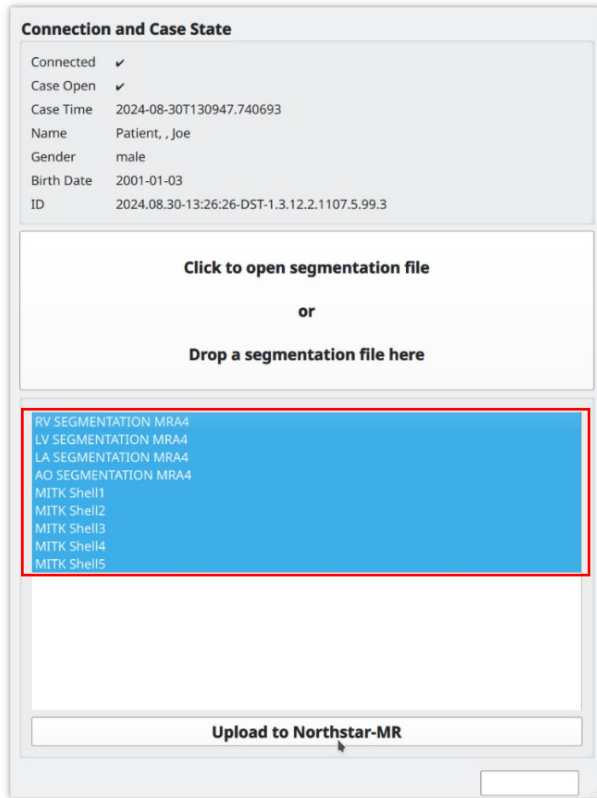 Connection and Case State
Connected ✔
Case Open ✔
Case Time 2024-08-30T130947.740693
Name Patient, , Joe
Gender male
Birth Date 2001-01-03
ID 2024.08.30-13:26:26-DST-1.3.12.2.1107.5.99.3
Click to open segmentation file
or
Drop a segmentation file here
RV SEGMENTATION MRA4
LV SEGMENTATION MRA4
LA SEGMENTATION MRA4
AO SEGMENTATION MRA4
MITK Shell1
MITK Shell2
MITK Shell3
MITK Shell4
MITK Shell5
Upload to Northstar-MR